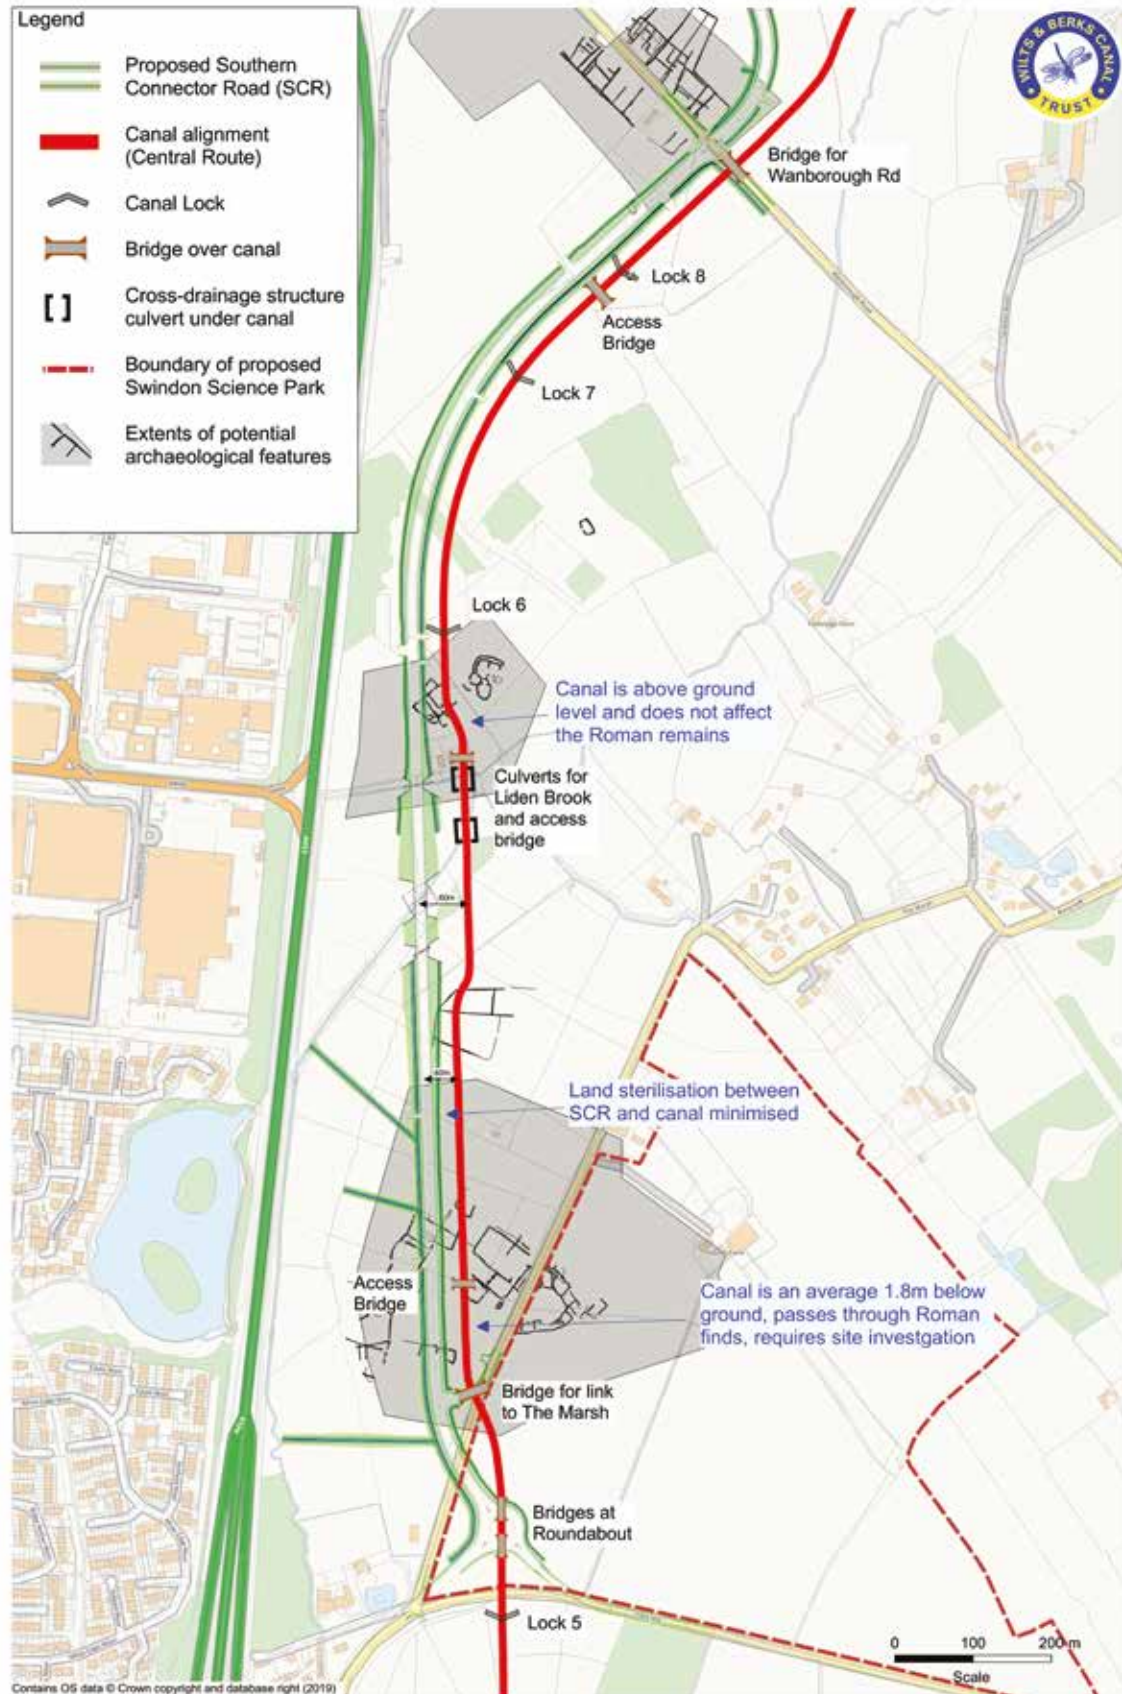 Legend
Proposed Southern
Connector Road (SCR)
Canal alignment
(Central Route)
Canal Lock
Bridge over canal
Cross-drainage structure
culvert under canal
Boundary of proposed
Swindon Science Park
Extents of potential
archaeological features
WILTS & BERKS CANAL
TRUST
Bridge for
Wanborough Rd
Lock 8
Access
Bridge
Lock 7
Lock 6
Canal is above ground
level and does not affect
the Roman remains
Culverts for
Liden Brook
and access
bridge
60m
60m
Land sterilisation between
SCR and canal minimised
Access
Bridge
Canal is an average 1.8m below
ground, passes through Roman
finds, requires site investgation
Bridge for link
to The Marsh
Bridges at
Roundabout
Lock 5
0 100 200 m
Scale
Contains OS data © Crown copyright and database right (2019)